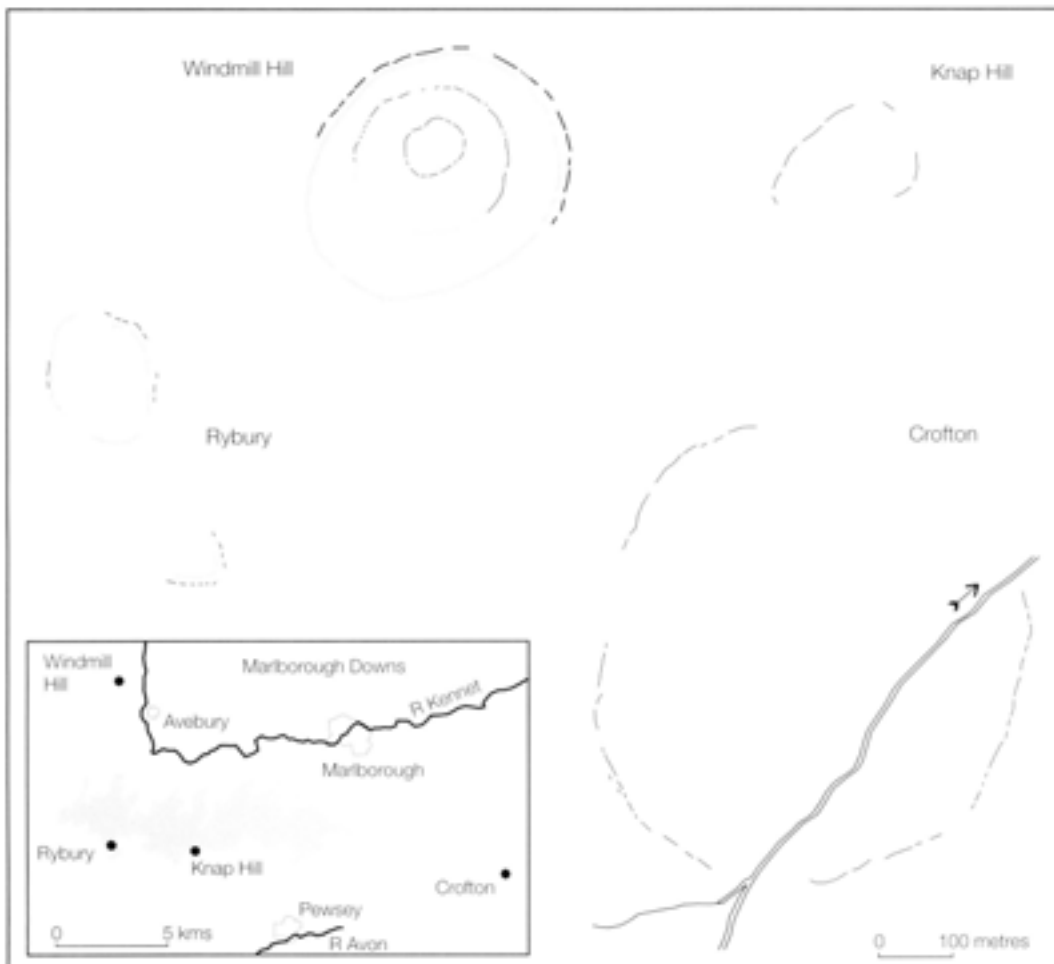 Windmill Hill
Knap Hill
Rybury
Crofton
Windmill
Hill
Marlborough Downs
R Kennet
Avebury
Marlborough
Rybury
Knap Hill
Crofton
Pewsey
0 5 kms
R Avon
0 100 metres